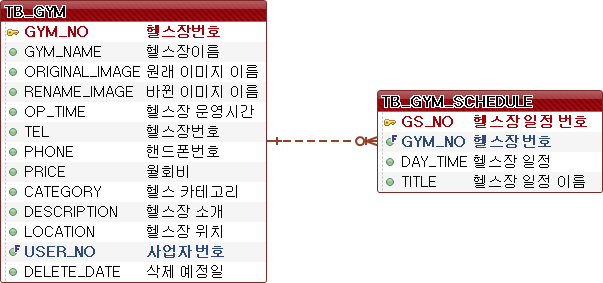 TB_GYM
GYM_NO 헬스장번호
GYM_NAME 헬스장이름
ORIGINAL_IMAGE 원래 이미지 이름
RENAME_IMAGE 바뀐 이미지 이름
OP_TIME 헬스장 운영시간
TEL 헬스장번호
PHONE 핸드폰번호
PRICE 월회비
CATEGORY 헬스 카테고리
DESCRIPTION 헬스장 소개
LOCATION 헬스장 위치
USER_NO 사업자번호
DELETE_DATE 삭제 예정일
TB_GYM_SCHEDULE
GS_NO 헬스장 일정 번호
GYM_NO 헬스장번호
DAY_TIME 헬스장 일정
TITLE 헬스장 일정 이름